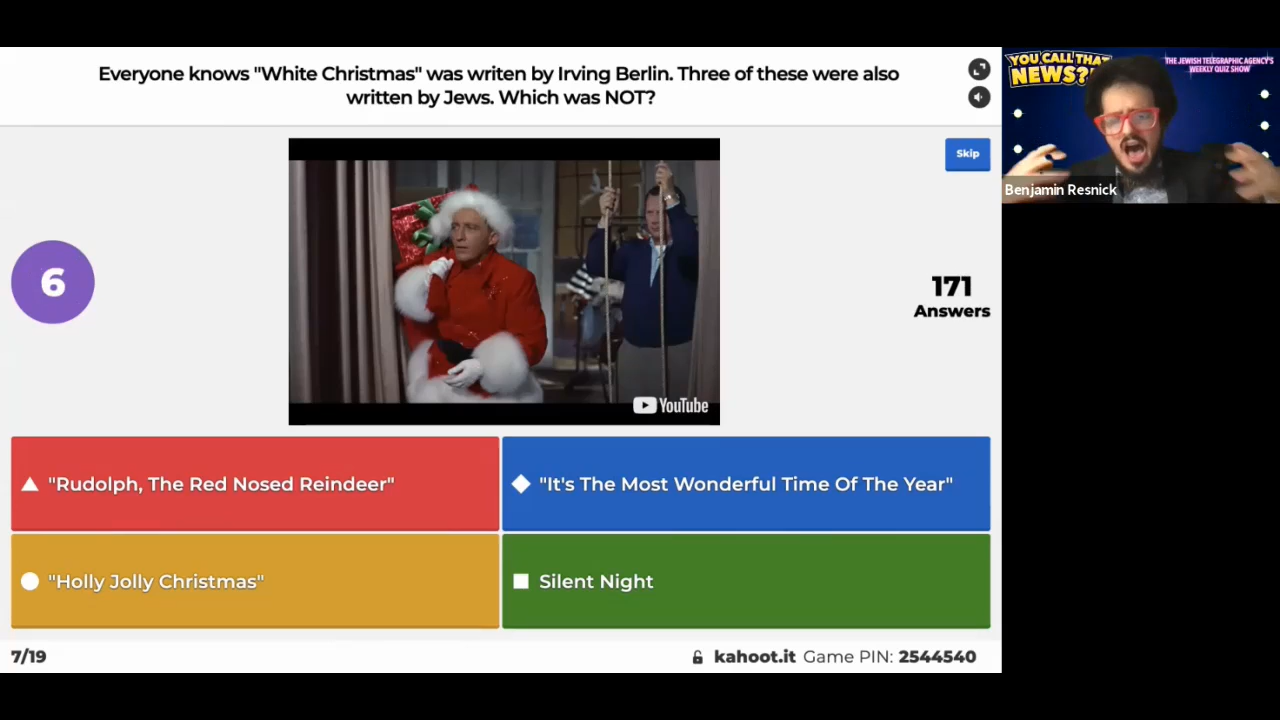 Everyone knows "White Christmas" was writen by Irving Berlin. Three of these were also
written by Jews. Which was NOT?
Skip
6
171
Answers
YouTube
"Rudolph, The Red Nosed Reindeer"
"It's The Most Wonderful Time Of The Year"
"Holly Jolly Christmas"
Silent Night
7/19
kahoot.it Game PIN: 2544540
YOU CALL THAT
NEWS?!
THE JEWISH TELEGRAPHIC AGENCY'S
WEEKLY QUIZ SHOW
Benjamin Resnick